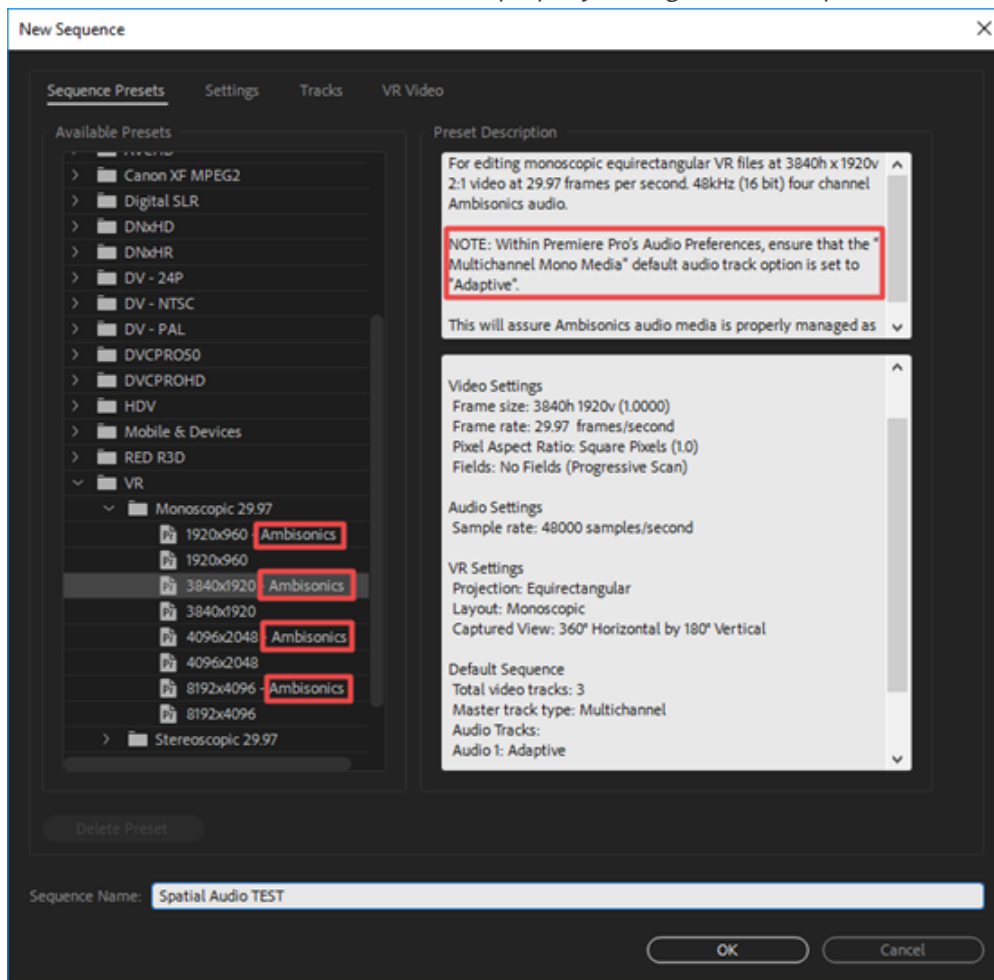 New Sequence
Sequence Presets Settings Tracks VR Video
Available Presets
Canon XF MPEG2
Digital SLR
DNxHD
DNxHR
DV - 24P
DV - NTSC
DV - PAL
DVCPRO50
DVCPROHD
HDV
Mobile & Devices
RED R3D
VR
Monoscopic 29.97
1920x960 - Ambisonics
1920x960
3840x1920 - Ambisonics
3840x1920
4096x2048 - Ambisonics
4096x2048
8192x4096 - Ambisonics
8192x4096
Stereoscopic 29.97
Delete Preset
Preset Description
For editing monoscopic equirectangular VR files at 3840h x 1920v
2:1 video at 29.97 frames per second. 48kHz (16 bit) four channel
Ambisonics audio.
NOTE: Within Premiere Pro's Audio Preferences, ensure that the "
Multichannel Mono Media" default audio track option is set to
"Adaptive".
This will assure Ambisonics audio media is properly managed as
Video Settings
Frame size: 3840h 1920v (1.0000)
Frame rate: 29.97 frames/second
Pixel Aspect Ratio: Square Pixels (1.0)
Fields: No Fields (Progressive Scan)
Audio Settings
Sample rate: 48000 samples/second
VR Settings
Projection: Equirectangular
Layout: Monoscopic
Captured View: 360° Horizontal by 180° Vertical
Default Sequence
Total video tracks: 3
Master track type: Multichannel
Audio Tracks:
Audio 1: Adaptive
Sequence Name: Spatial Audio TEST
OK Cancel